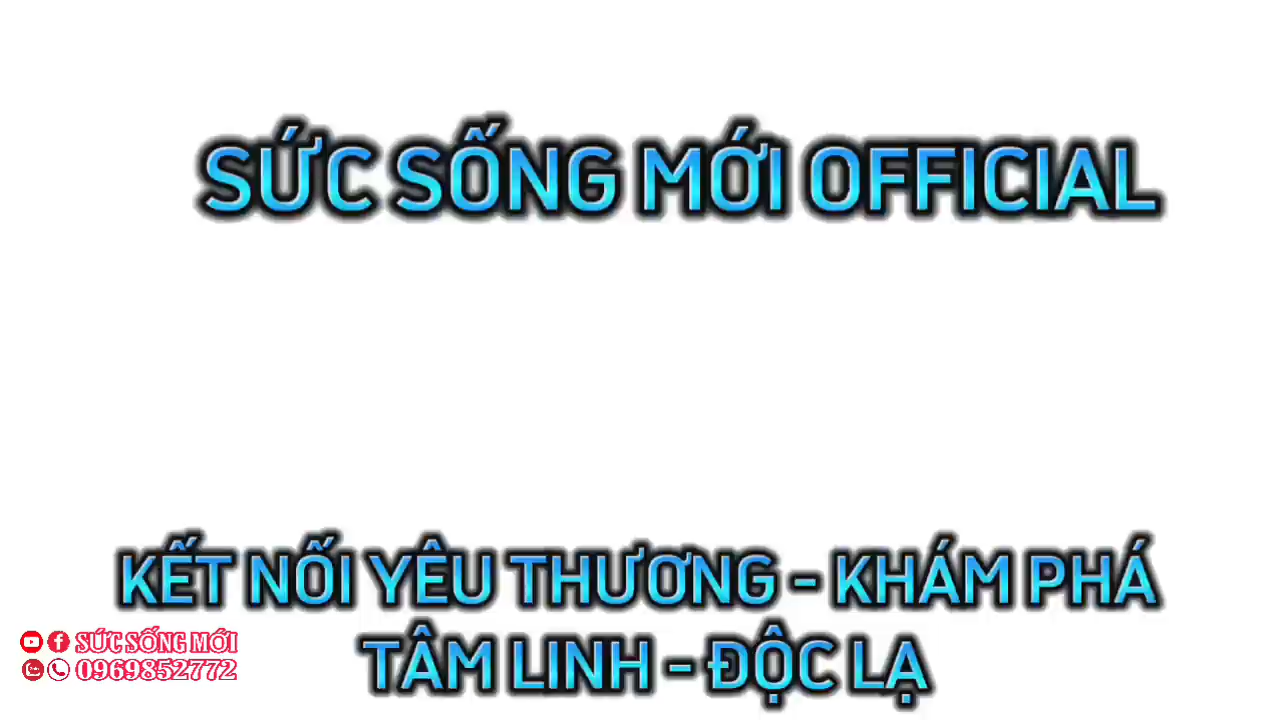 SỨC SỐNG MỚI OFFICIAL
KẾT NỐI YÊU THƯƠNG - KHÁM PHÁ
TÂM LINH - ĐỘC LẠ
SỨC SỐNG MỚI
0969852772